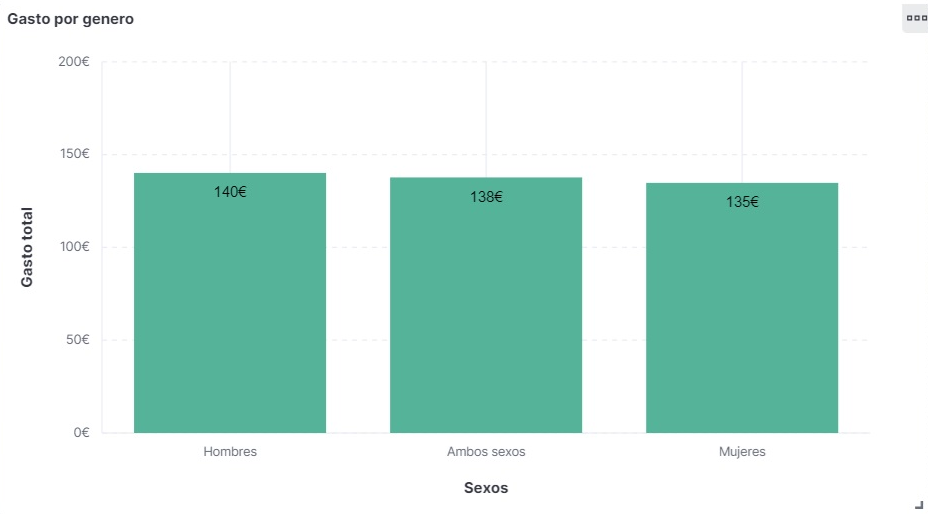 Gasto por genero
200€
150€
100€
50€
0€
Gasto total
140€
138€
135€
Hombres
Ambos sexos
Mujeres
Sexos